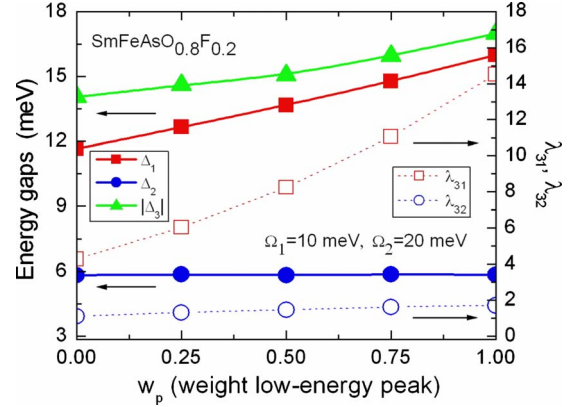 SmFeAsO₀.₈F₀.₂
Energy gaps (meV)
18
15
12
9
6
3
Δ₁
Δ₂
|Δ₃|
λ₃₁
λ₃₂
Ω₁=10 meV, Ω₂=20 meV
18
16
14
12
10
8
6
4
2
0
λ₃₁, λ₃₂
0.00 0.25 0.50 0.75 1.00
wₚ (weight low-energy peak)